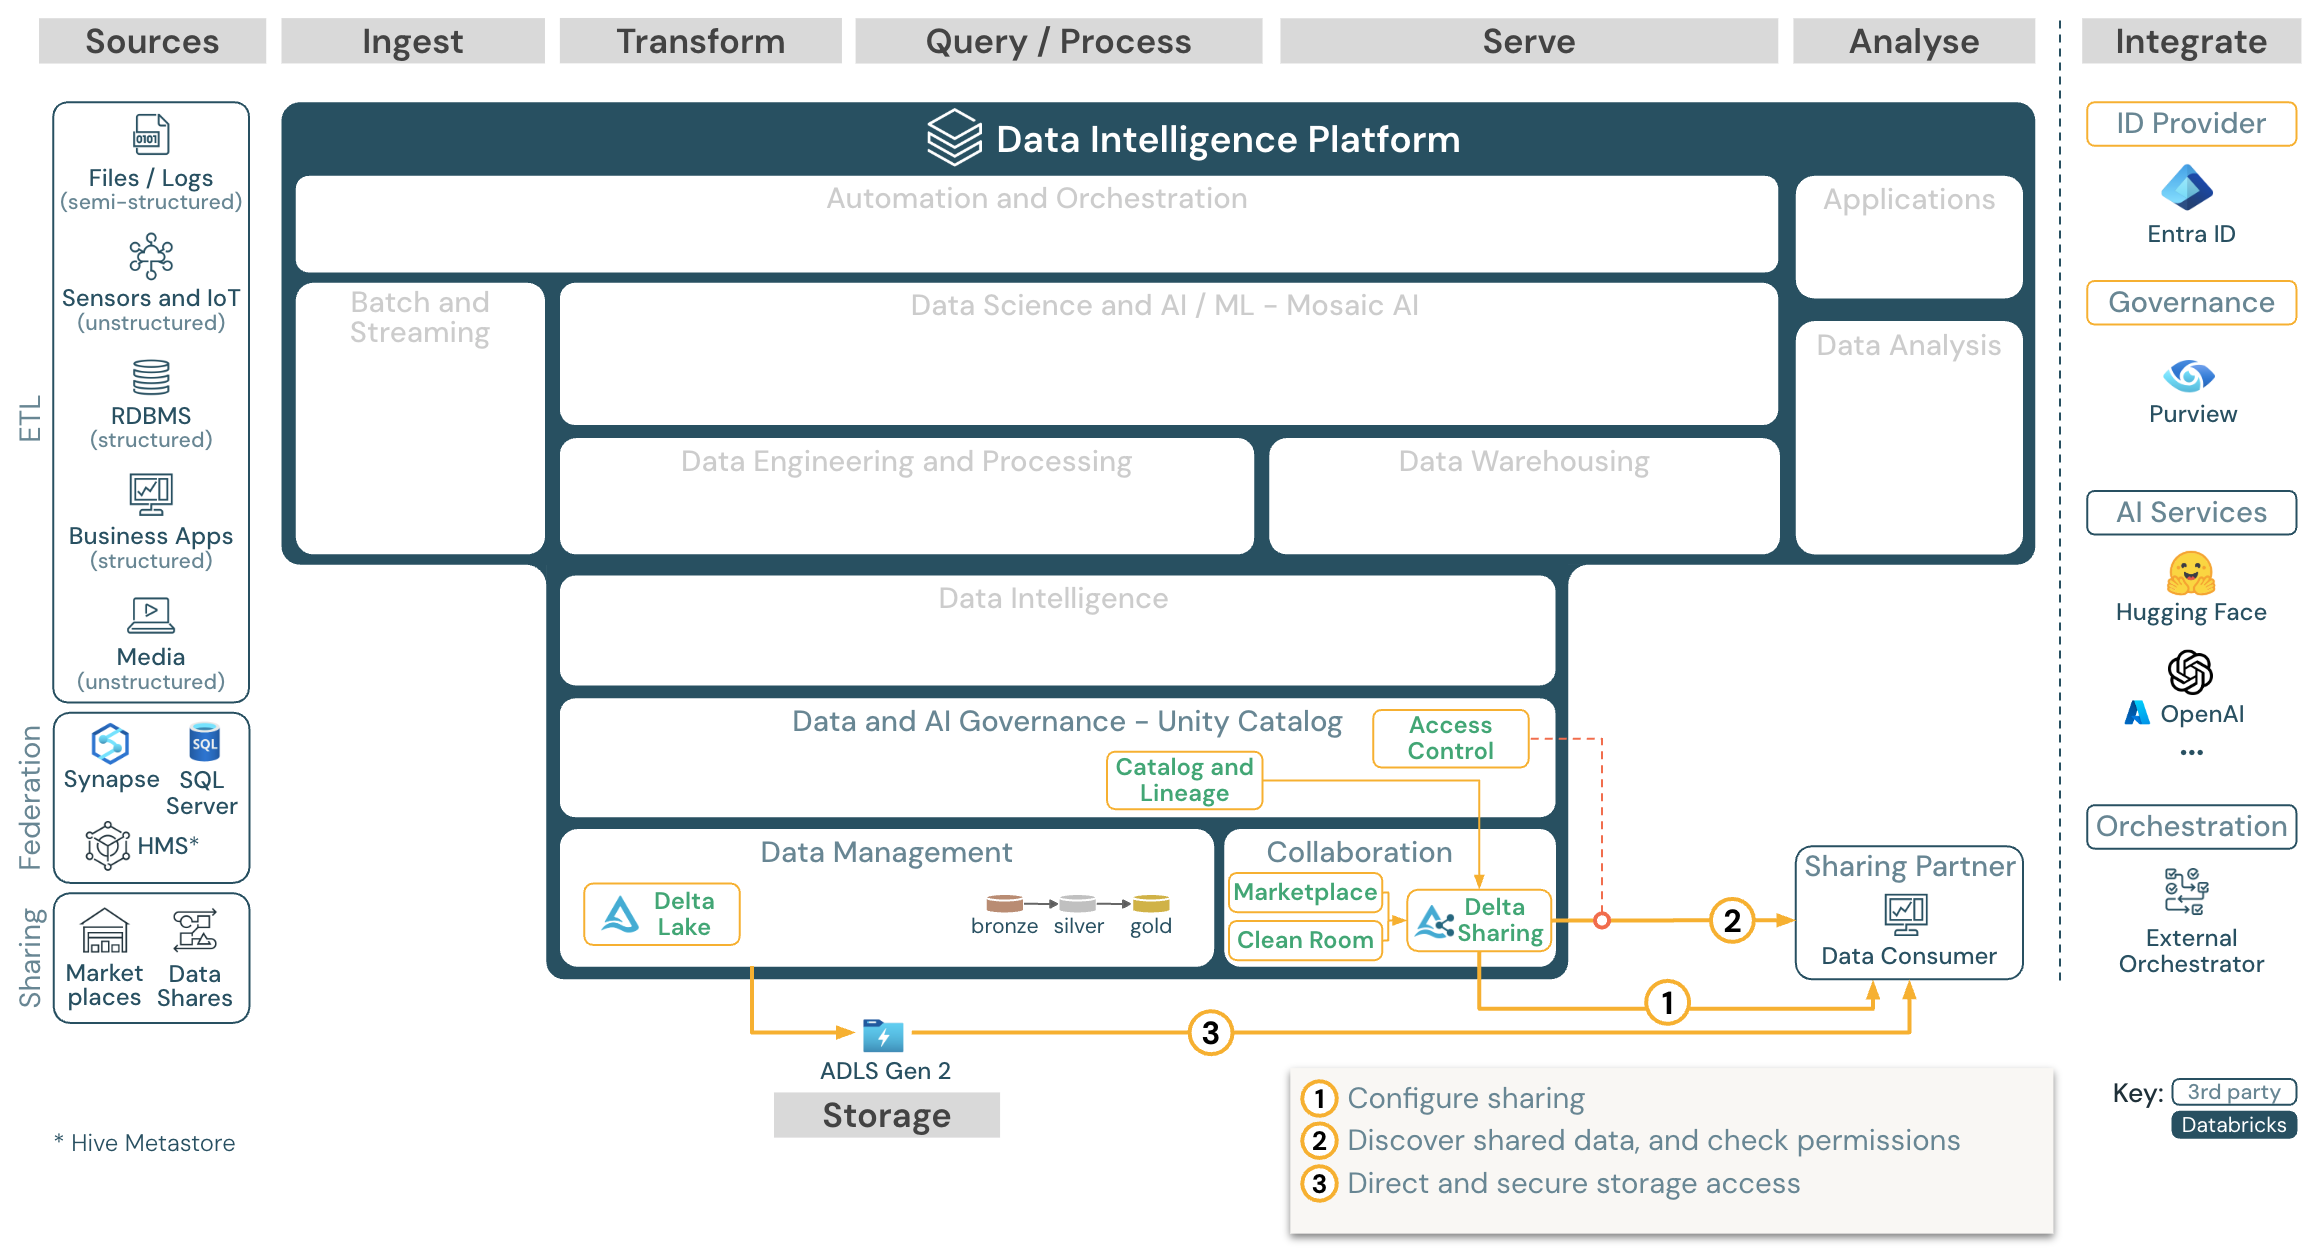 Sources
Ingest
Transform
Query / Process
Serve
Analyse
Integrate
ETL
0101
Files / Logs
(semi-structured)
Sensors and IoT
(unstructured)
RDBMS
(structured)
Business Apps
(structured)
Media
(unstructured)
Federation
Synapse
SQL
SQL
Server
HMS*
Sharing
Market
places
Data
Shares
* Hive Metastore
Data Intelligence Platform
Automation and Orchestration
Applications
Batch and
Streaming
Data Science and AI / ML - Mosaic AI
Data Analysis
Data Engineering and Processing
Data Warehousing
Data Intelligence
Data and AI Governance - Unity Catalog
Access
Control
Catalog and
Lineage
Data Management
Delta
Lake
bronze
silver
gold
Collaboration
Marketplace
Clean Room
Delta
Sharing
2
Sharing Partner
Data Consumer
1
3
ADLS Gen 2
Storage
1 Configure sharing
2 Discover shared data, and check permissions
3 Direct and secure storage access
ID Provider
Entra ID
Governance
Purview
AI Services
Hugging Face
OpenAI
...
Orchestration
External
Orchestrator
Key: 3rd party
Databricks